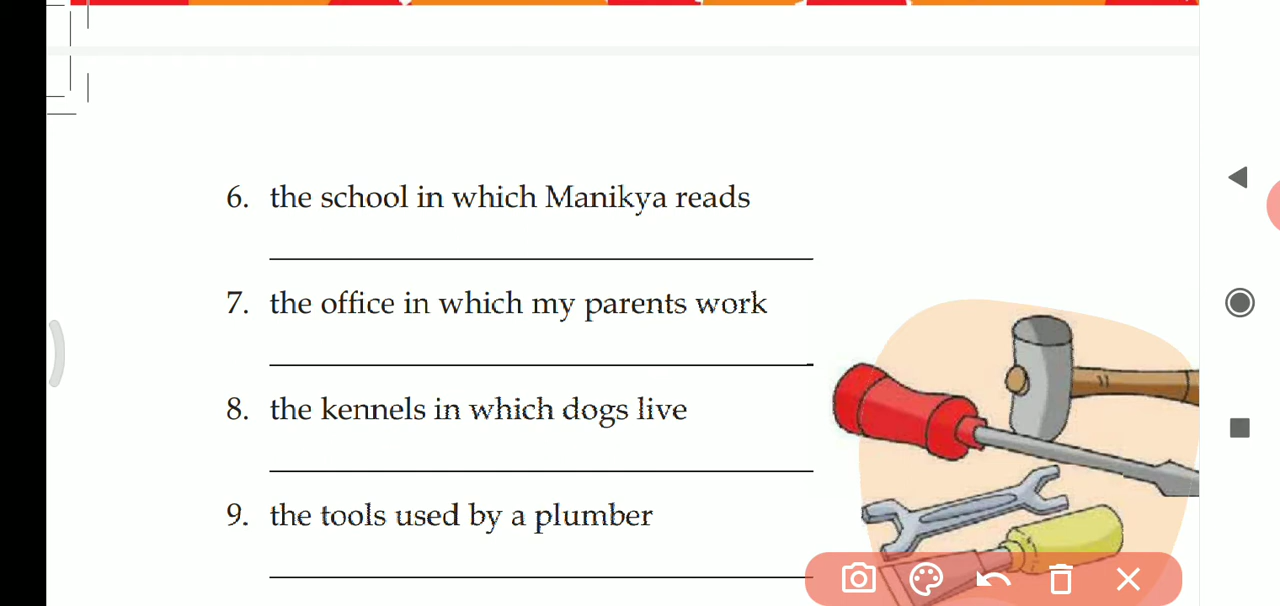 6. the school in which Manikya reads
7. the office in which my parents work
8. the kennels in which dogs live
9. the tools used by a plumber